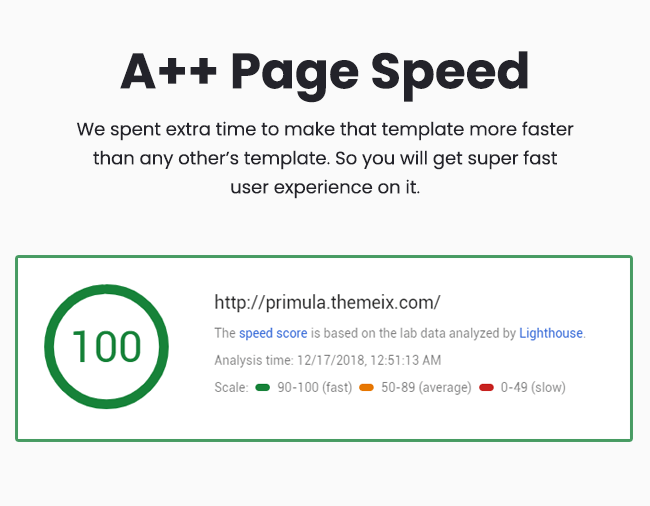 A++ Page Speed
We spent extra time to make that template more faster
than any other’s template. So you will get super fast
user experience on it.
100
http://primula.themeix.com/
The speed score is based on the lab data analyzed by Lighthouse.
Analysis time: 12/17/2018, 12:51:13 AM
Scale: 90-100 (fast) 50-89 (average) 0-49 (slow)